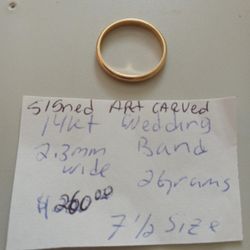 SIGNED ART CARVED
14kt Wedding
2.3mm Band
wide 2grams
$260.00
7 1/2 Size